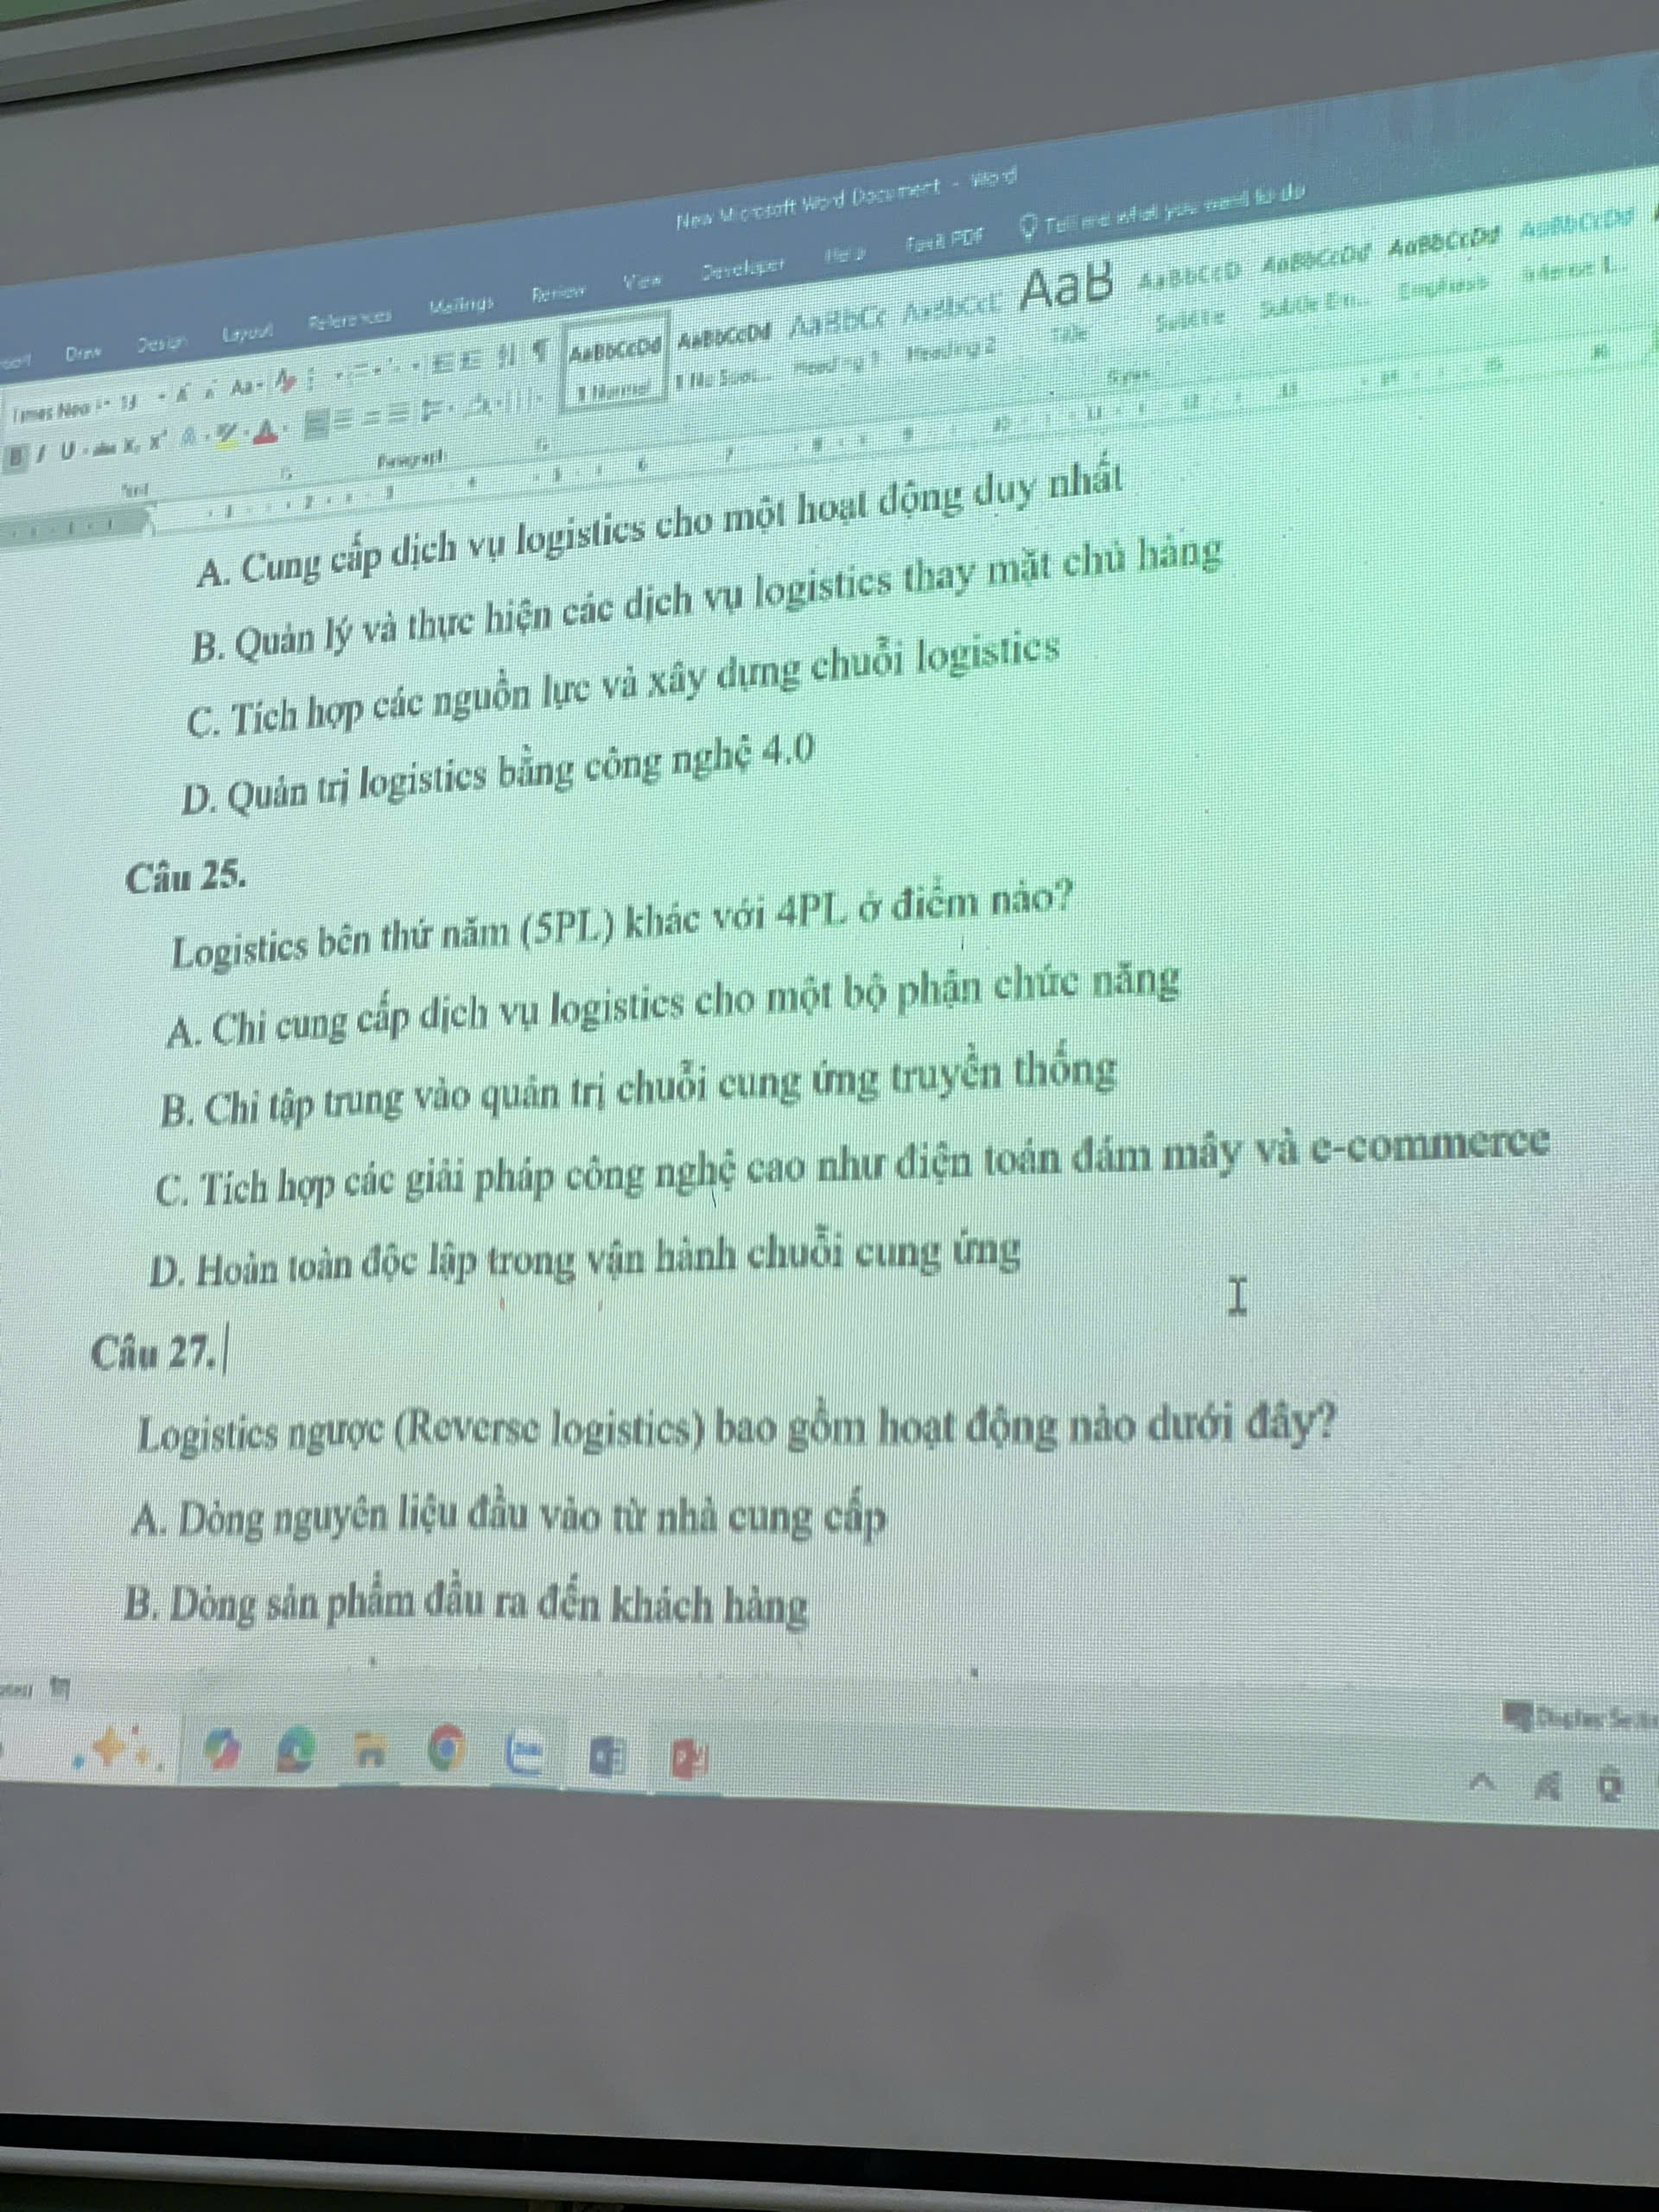 New Microsoft Word Document - Word
Draw Design Layout References Mailings Review View Developer Help Foxit PDF Tell me what you want to do
Aa
AaBbCcDd AaBbCcDd AaBbCc AaBbCcC AaB AaBbCcD AaBbCcDd AaBbCcDd AaBbCcDd
¶ Normal ¶ No Spac... Heading 1 Heading 2 Title Subtitle Subtle Em... Emphasis Intense E...
B I U abc X₂ X²
Font Paragraph Styles
A. Cung cấp dịch vụ logistics cho một hoạt động duy nhất
B. Quản lý và thực hiện các dịch vụ logistics thay mặt chủ hàng
C. Tích hợp các nguồn lực và xây dựng chuỗi logistics
D. Quản trị logistics bằng công nghệ 4.0
Câu 25.
Logistics bên thứ năm (5PL) khác với 4PL ở điểm nào?
A. Chỉ cung cấp dịch vụ logistics cho một bộ phận chức năng
B. Chỉ tập trung vào quản trị chuỗi cung ứng truyền thống
C. Tích hợp các giải pháp công nghệ cao như điện toán đám mây và e-commerce
D. Hoàn toàn độc lập trong vận hành chuỗi cung ứng
Câu 27.
Logistics ngược (Reverse logistics) bao gồm hoạt động nào dưới đây?
A. Dòng nguyên liệu đầu vào từ nhà cung cấp
B. Dòng sản phẩm đầu ra đến khách hàng
Display